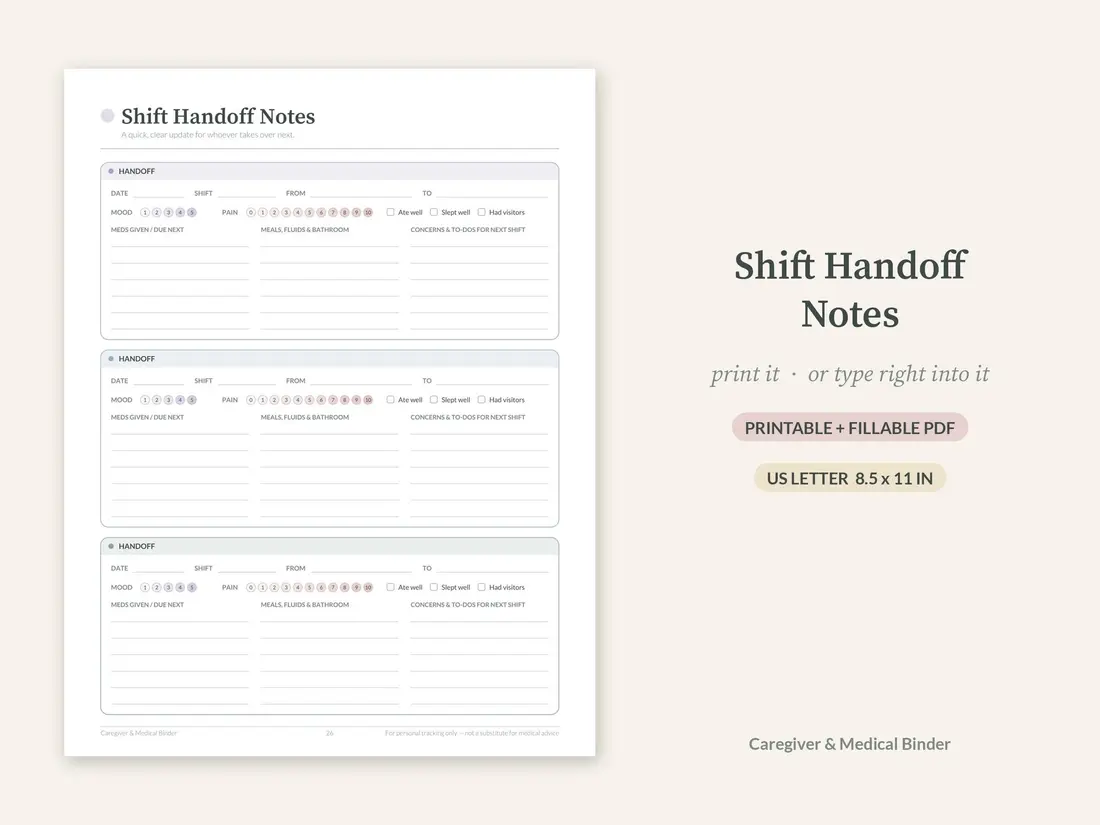 Shift Handoff Notes
A quick, clear update for whoever takes over next.
HANDOFF
DATE SHIFT FROM TO
MOOD 1 2 3 4 5 PAIN 0 1 2 3 4 5 6 7 8 9 10 Ate well Slept well Had visitors
MEDS GIVEN / DUE NEXT MEALS, FLUIDS & BATHROOM CONCERNS & TO-DOS FOR NEXT SHIFT
HANDOFF
DATE SHIFT FROM TO
MOOD 1 2 3 4 5 PAIN 0 1 2 3 4 5 6 7 8 9 10 Ate well Slept well Had visitors
MEDS GIVEN / DUE NEXT MEALS, FLUIDS & BATHROOM CONCERNS & TO-DOS FOR NEXT SHIFT
HANDOFF
DATE SHIFT FROM TO
MOOD 1 2 3 4 5 PAIN 0 1 2 3 4 5 6 7 8 9 10 Ate well Slept well Had visitors
MEDS GIVEN / DUE NEXT MEALS, FLUIDS & BATHROOM CONCERNS & TO-DOS FOR NEXT SHIFT
Caregiver & Medical Binder 26 For personal tracking only — not a substitute for medical advice
Shift Handoff
Notes
print it · or type right into it
PRINTABLE + FILLABLE PDF
US LETTER 8.5 x 11 IN
Caregiver & Medical Binder